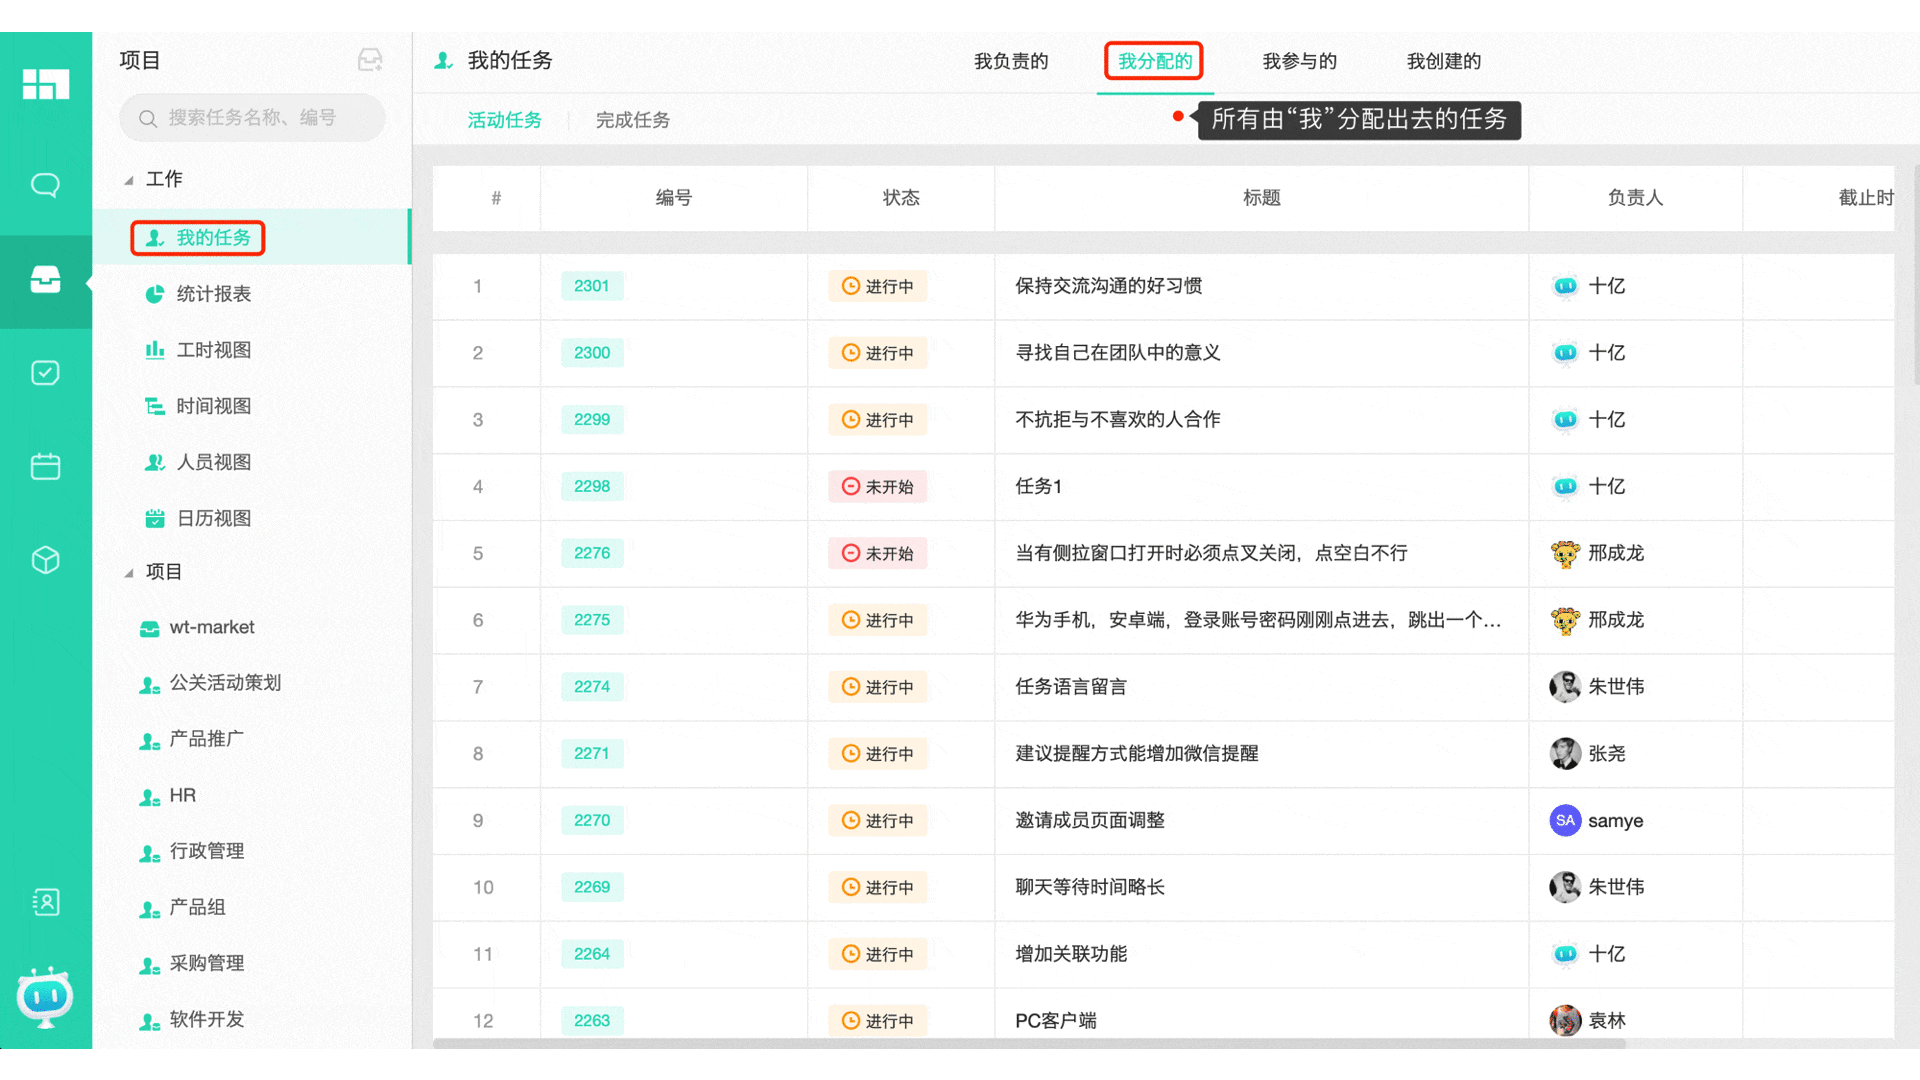 项目
搜索任务名称、编号
工作
我的任务
统计报表
工时视图
时间视图
人员视图
日历视图
项目
wt-market
公关活动策划
产品推广
HR
行政管理
产品组
采购管理
软件开发
我的任务
我负责的
我分配的
我参与的
我创建的
活动任务
完成任务
所有由“我”分配出去的任务
# 编号 状态 标题 负责人 截止时
1 2301 进行中 保持交流沟通的好习惯 十亿
2 2300 进行中 寻找自己在团队中的意义 十亿
3 2299 进行中 不抗拒与不喜欢的人合作 十亿
4 2298 未开始 任务1 十亿
5 2276 未开始 当有侧拉窗口打开时必须点叉关闭，点空白不行 邢成龙
6 2275 进行中 华为手机，安卓端，登录账号密码刚刚点进去，跳出一个... 邢成龙
7 2274 进行中 任务语言留言 朱世伟
8 2271 进行中 建议提醒方式能增加微信提醒 张尧
9 2270 进行中 邀请成员页面调整 SA samye
10 2269 进行中 聊天等待时间略长 朱世伟
11 2264 进行中 增加关联功能 十亿
12 2263 进行中 PC客户端 袁林